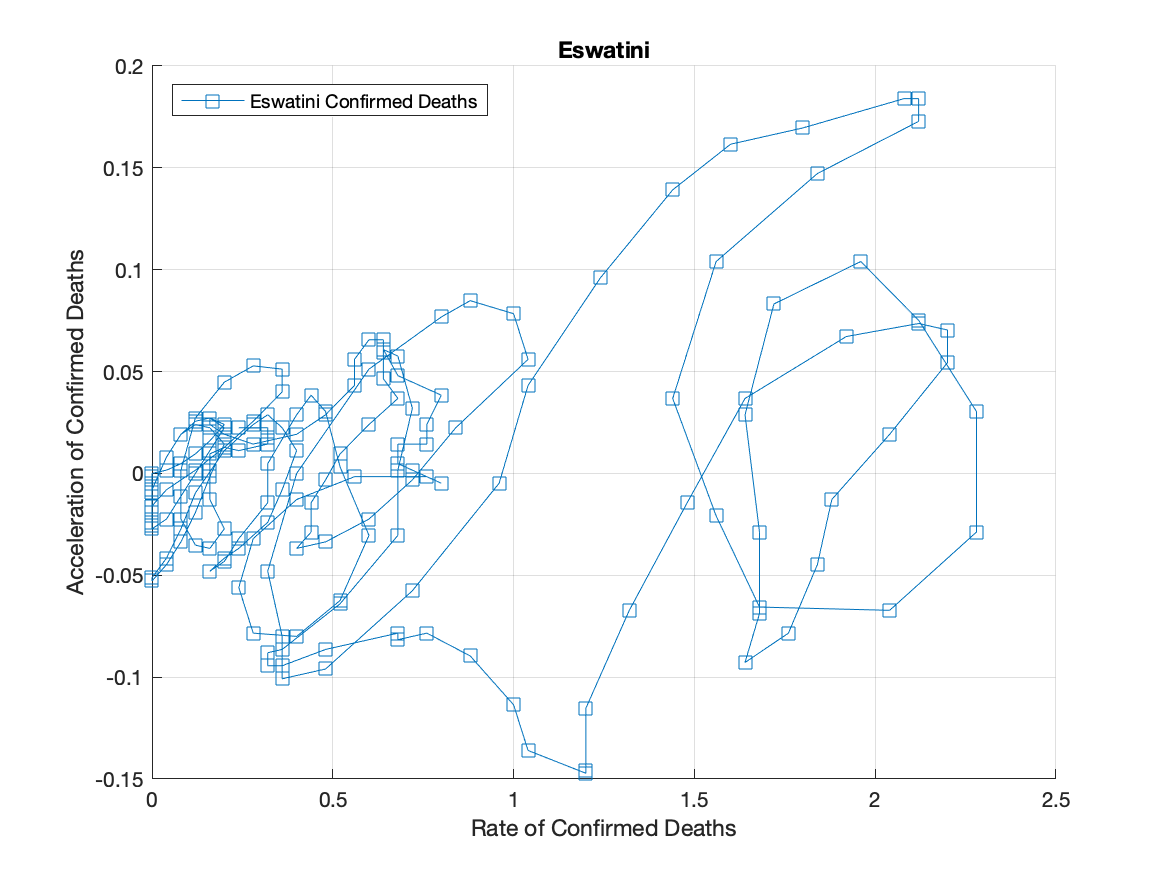 Eswatini
0.2
Eswatini Confirmed Deaths
0.15
0.1
0.05
0
-0.05
-0.1
-0.15
Acceleration of Confirmed Deaths
0 0.5 1 1.5 2 2.5
Rate of Confirmed Deaths